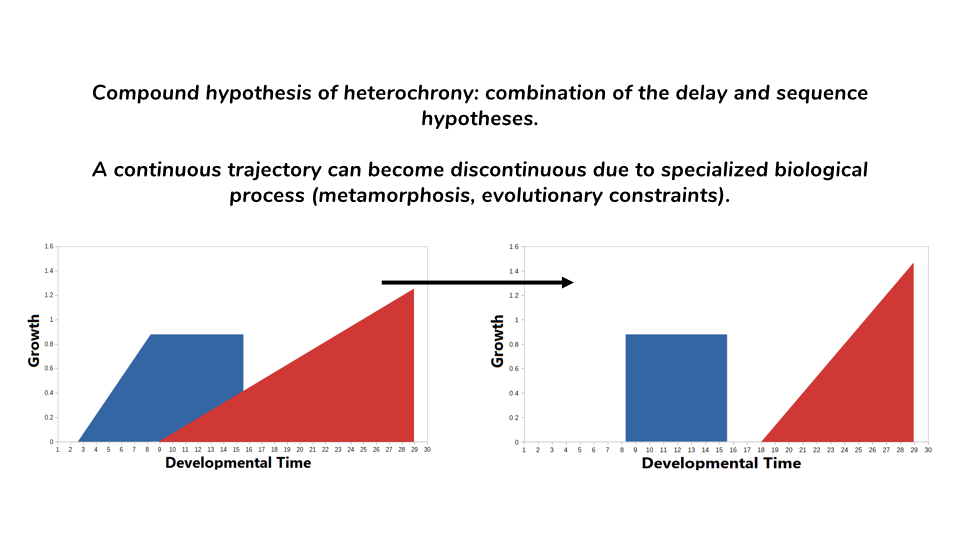 Compound hypothesis of heterochrony: combination of the delay and sequence
hypotheses.
A continuous trajectory can become discontinuous due to specialized biological
process (metamorphosis, evolutionary constraints).
1.6
1.4
1.2
1
0.8
0.6
0.4
0.2
0
Growth
1 2 3 4 5 6 7 8 9 10 11 12 13 14 15 16 17 18 19 20 21 22 23 24 25 26 27 28 29 30
Developmental Time
1.6
1.4
1.2
1
0.8
0.6
0.4
0.2
0
Growth
1 2 3 4 5 6 7 8 9 10 11 12 13 14 15 16 17 18 19 20 21 22 23 24 25 26 27 28 29 30
Developmental Time